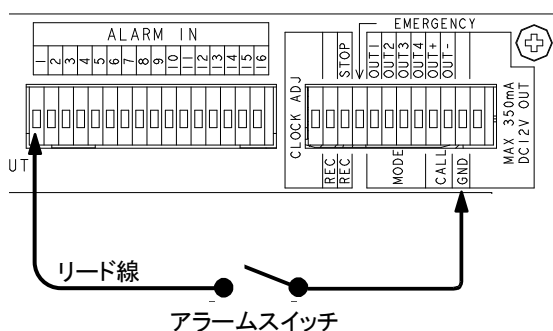 ALARM IN
1 2 3 4 5 6 7 8 9 10 11 12 13 14 15 16
EMERGENCY
CLOCK ADJ
STOP
OUT1
OUT2
OUT3
OUT4
OUT+
OUT-
REC
REC
MODE
CALL
GND
MAX 350mA
DC12V OUT
UT
リード線
アラームスイッチ